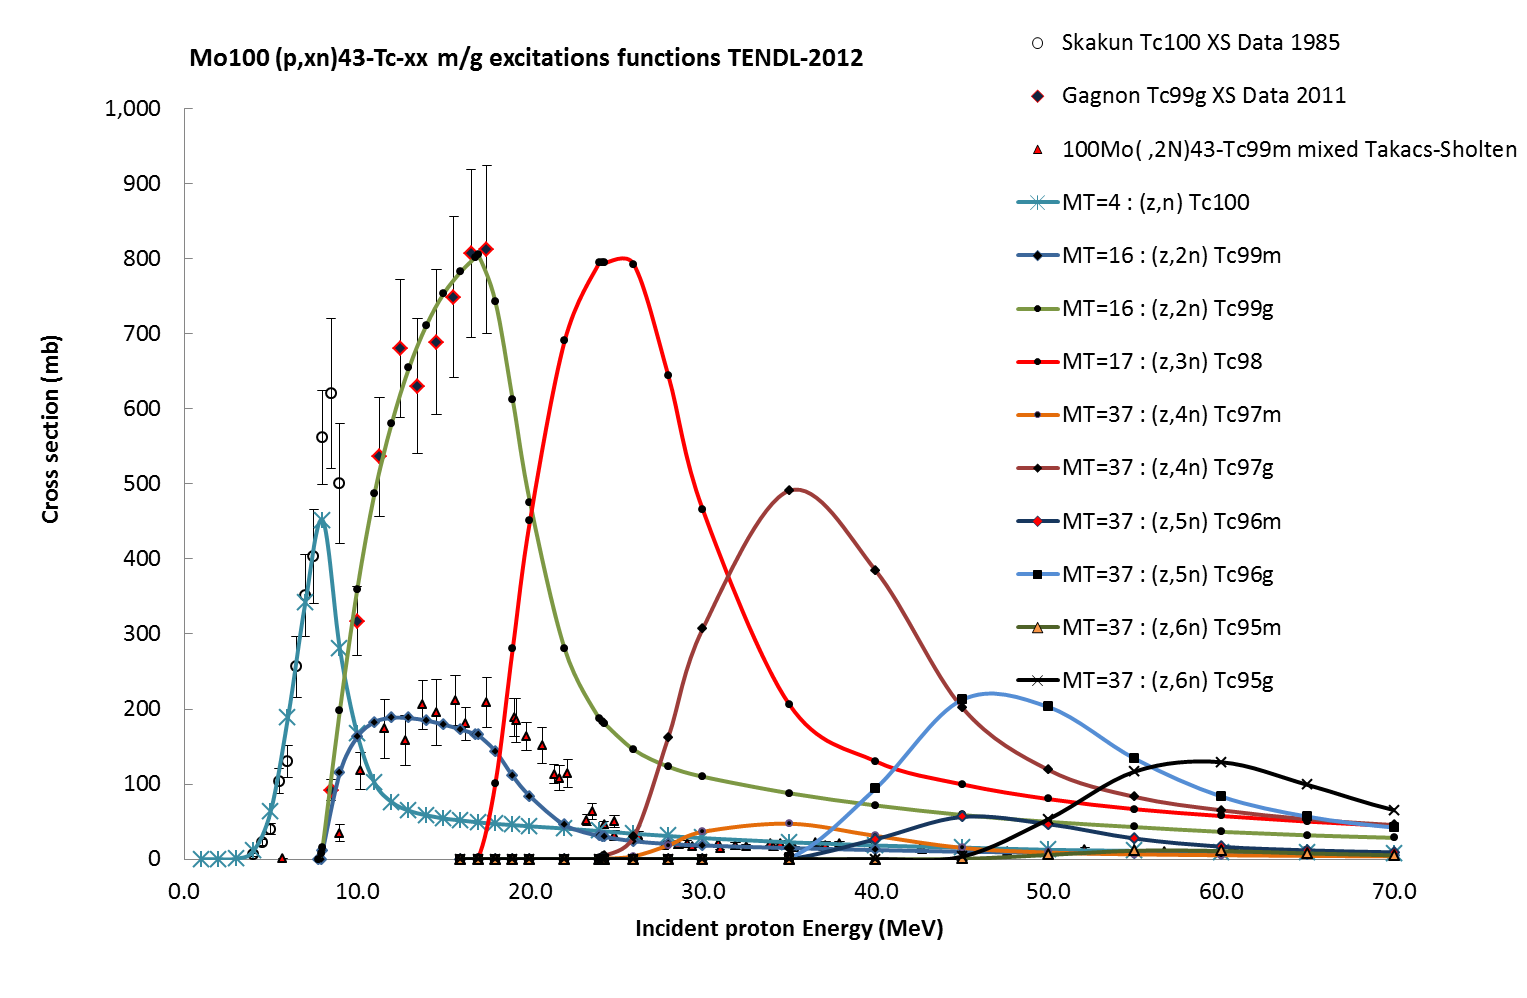 Mo100 (p,xn)43-Tc-xx m/g excitations functions TENDL-2012
Skakun Tc100 XS Data 1985
Gagnon Tc99g XS Data 2011
100Mo( ,2N)43-Tc99m mixed Takacs-Sholten
MT=4 : (z,n) Tc100
MT=16 : (z,2n) Tc99m
MT=16 : (z,2n) Tc99g
MT=17 : (z,3n) Tc98
MT=37 : (z,4n) Tc97m
MT=37 : (z,4n) Tc97g
MT=37 : (z,5n) Tc96m
MT=37 : (z,5n) Tc96g
MT=37 : (z,6n) Tc95m
MT=37 : (z,6n) Tc95g
Cross section (mb)
1,000
900
800
700
600
500
400
300
200
100
0
0.0 10.0 20.0 30.0 40.0 50.0 60.0 70.0
Incident proton Energy (MeV)